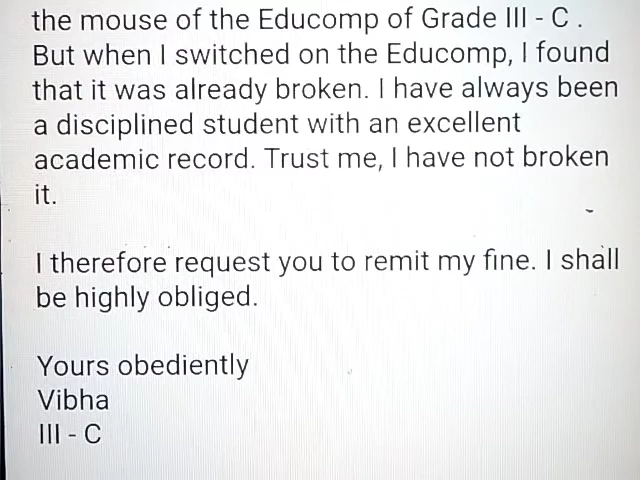 the mouse of the Educomp of Grade III - C .
But when I switched on the Educomp, I found
that it was already broken. I have always been
a disciplined student with an excellent
academic record. Trust me, I have not broken
it.
I therefore request you to remit my fine. I shall
be highly obliged.
Yours obediently
Vibha
III - C